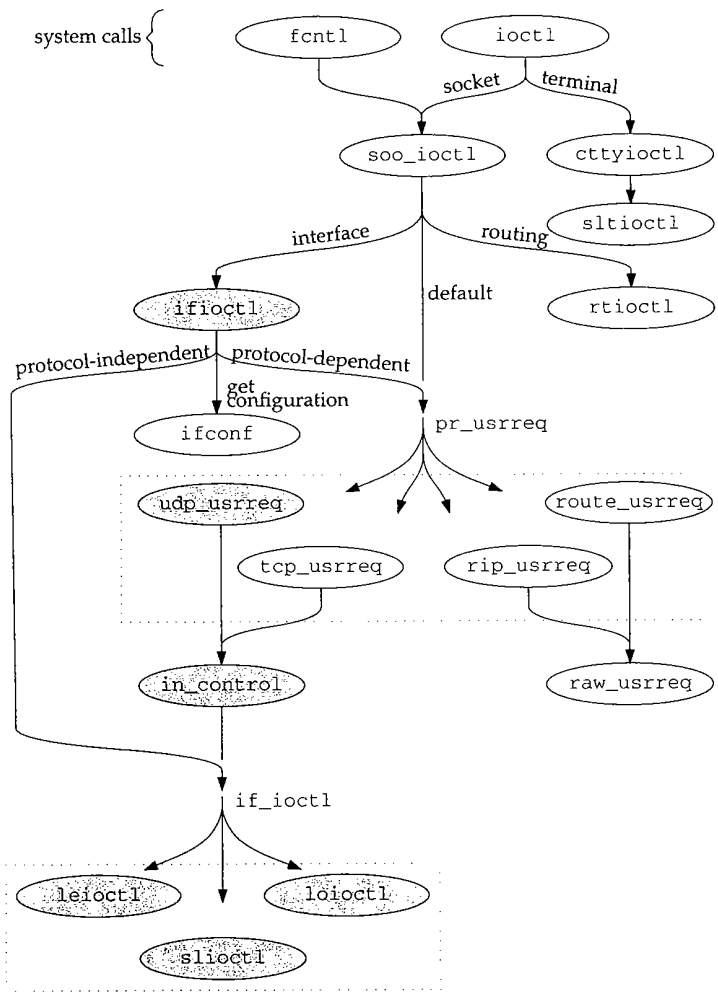 system calls
fcntl
ioctl
socket
terminal
soo_ioctl
cttyioctl
sltioctl
interface
routing
ifioctl
default
rtioctl
protocol-independent
protocol-dependent
get
configuration
pr_usrreq
ifconf
udp_usrreq
route_usrreq
tcp_usrreq
rip_usrreq
in_control
raw_usrreq
if_ioctl
leioctl
loioctl
slioctl